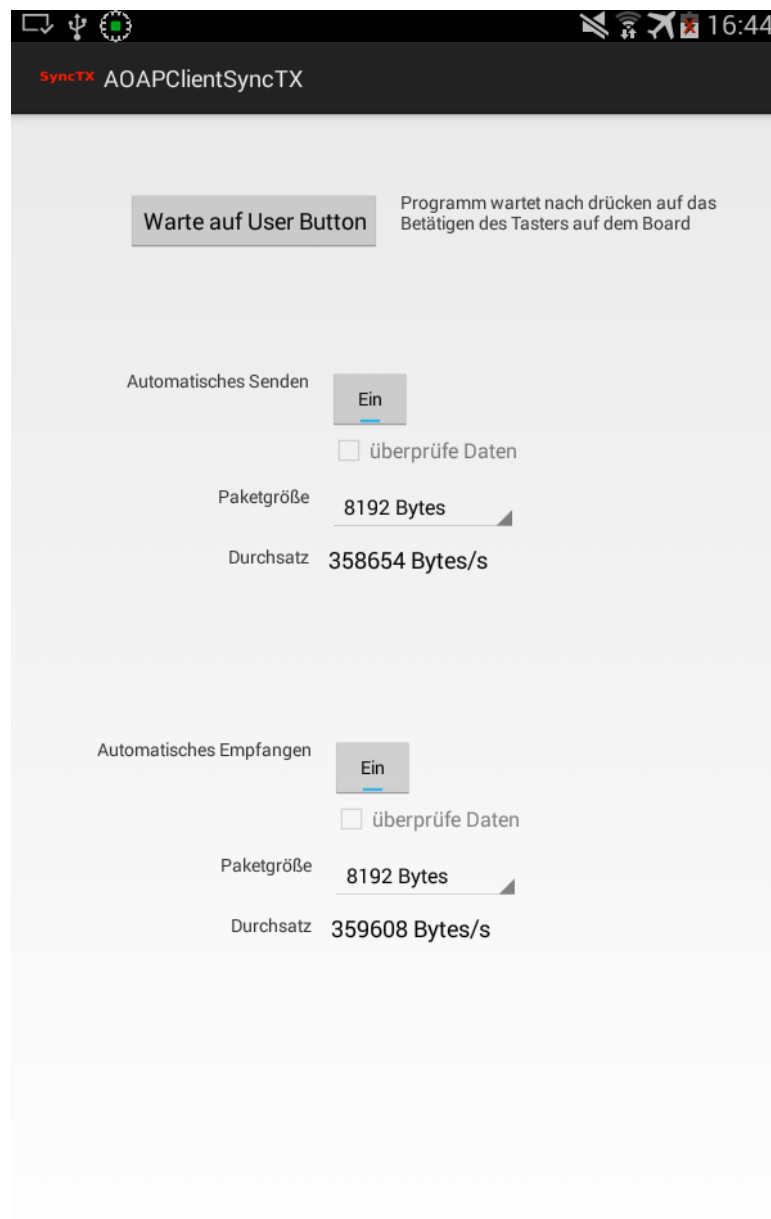 16:44
SyncTX AOAPClientSyncTX
Warte auf User Button
Programm wartet nach drücken auf das
Betätigen des Tasters auf dem Board
Automatisches Senden
Ein
überprüfe Daten
Paketgröße 8192 Bytes
Durchsatz 358654 Bytes/s
Automatisches Empfangen
Ein
überprüfe Daten
Paketgröße 8192 Bytes
Durchsatz 359608 Bytes/s